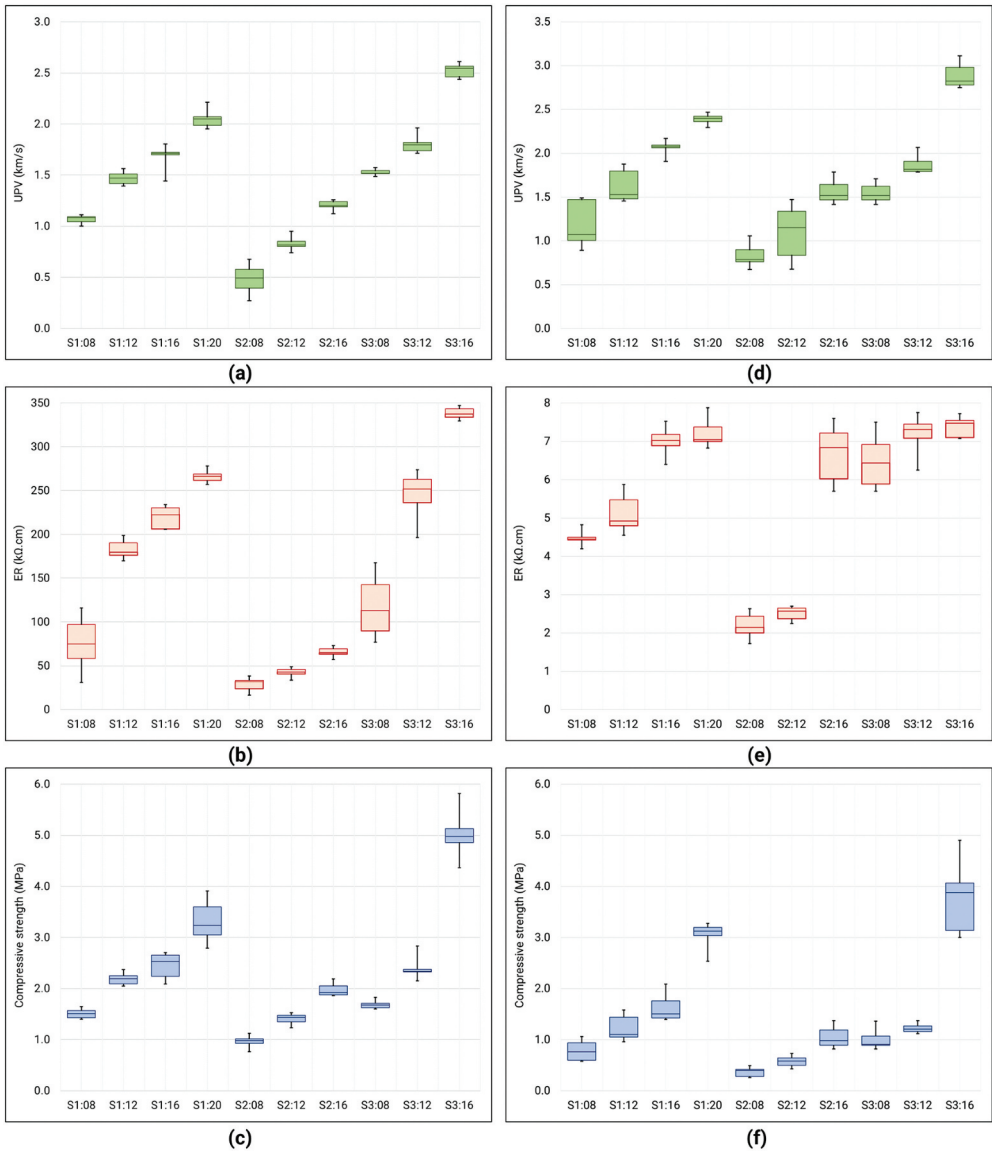 3.0
2.5
2.0
1.5
1.0
0.5
0.0
UPV (km/s)
S1:08 S1:12 S1:16 S1:20 S2:08 S2:12 S2:16 S3:08 S3:12 S3:16
(a)
3.5
3.0
2.5
2.0
1.5
1.0
0.5
0.0
UPV (km/s)
S1:08 S1:12 S1:16 S1:20 S2:08 S2:12 S2:16 S3:08 S3:12 S3:16
(d)
350
300
250
200
150
100
50
0
ER (kΩ.cm)
S1:08 S1:12 S1:16 S1:20 S2:08 S2:12 S2:16 S3:08 S3:12 S3:16
(b)
8
7
6
5
4
3
2
1
0
ER (kΩ.cm)
S1:08 S1:12 S1:16 S1:20 S2:08 S2:12 S2:16 S3:08 S3:12 S3:16
(e)
6.0
5.0
4.0
3.0
2.0
1.0
0.0
Compressive strength (MPa)
S1:08 S1:12 S1:16 S1:20 S2:08 S2:12 S2:16 S3:08 S3:12 S3:16
(c)
6.0
5.0
4.0
3.0
2.0
1.0
0.0
Compressive strength (MPa)
S1:08 S1:12 S1:16 S1:20 S2:08 S2:12 S2:16 S3:08 S3:12 S3:16
(f)